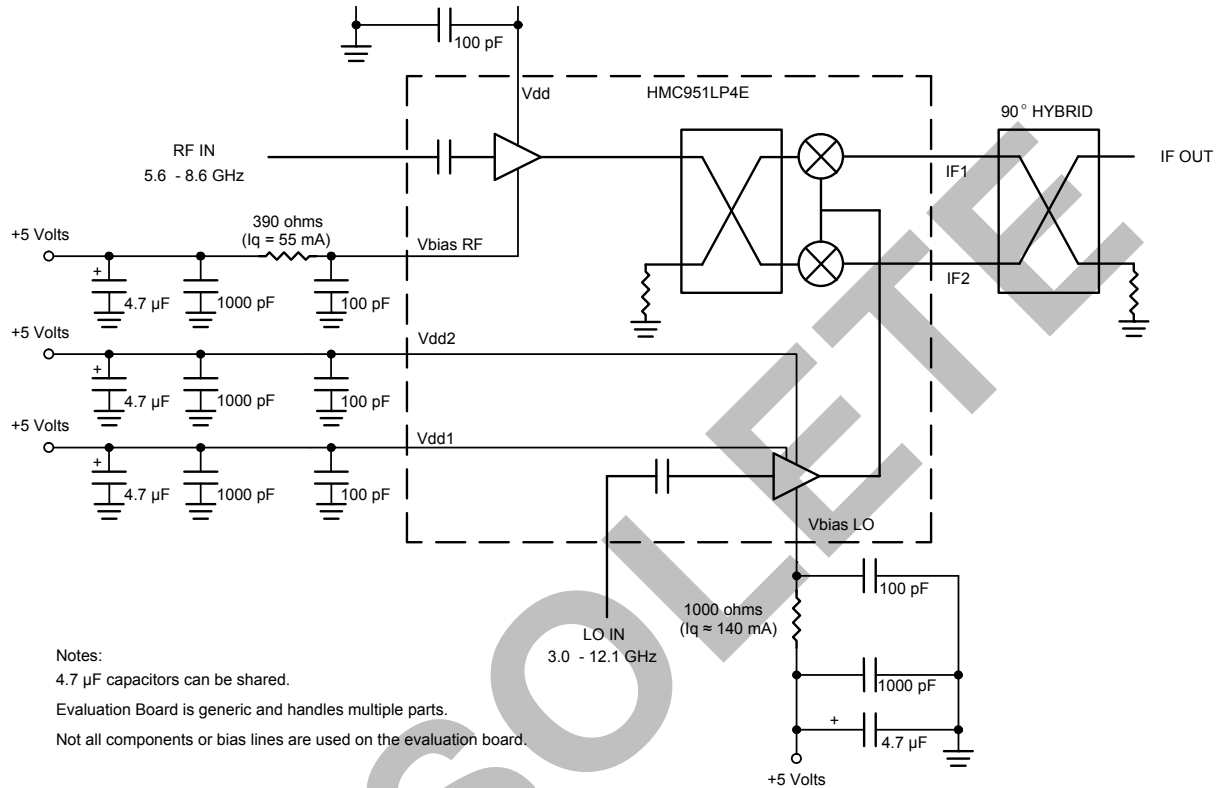 100 pF
Vdd
HMC951LP4E
90° HYBRID
RF IN
5.6 - 8.6 GHz
IF1
IF OUT
390 ohms
(Iq = 55 mA)
+5 Volts
Vbias RF
IF2
+
4.7 µF
1000 pF
100 pF
+5 Volts
Vdd2
+
4.7 µF
1000 pF
100 pF
+5 Volts
Vdd1
+
4.7 µF
1000 pF
100 pF
Vbias LO
100 pF
1000 ohms
(Iq ≈ 140 mA)
LO IN
3.0 - 12.1 GHz
1000 pF
+
4.7 µF
+5 Volts
Notes:
4.7 µF capacitors can be shared.
Evaluation Board is generic and handles multiple parts.
Not all components or bias lines are used on the evaluation board.
SOLETE